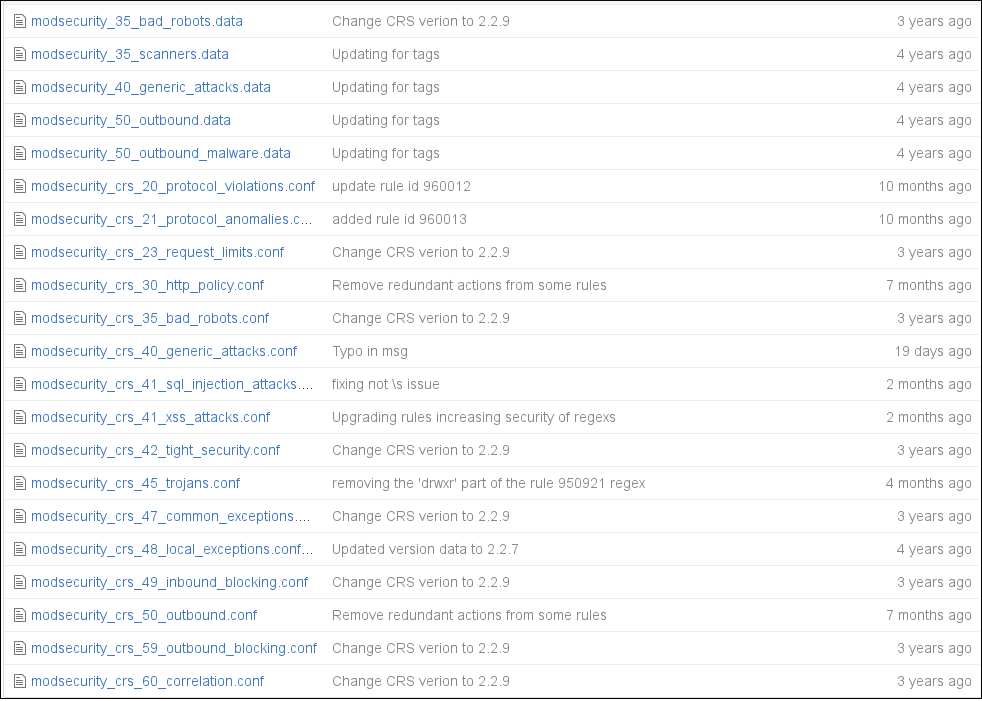 modsecurity_35_bad_robots.data Change CRS verion to 2.2.9 3 years ago
modsecurity_35_scanners.data Updating for tags 4 years ago
modsecurity_40_generic_attacks.data Updating for tags 4 years ago
modsecurity_50_outbound.data Updating for tags 4 years ago
modsecurity_50_outbound_malware.data Updating for tags 4 years ago
modsecurity_crs_20_protocol_violations.conf update rule id 960012 10 months ago
modsecurity_crs_21_protocol_anomalies.c... added rule id 960013 10 months ago
modsecurity_crs_23_request_limits.conf Change CRS verion to 2.2.9 3 years ago
modsecurity_crs_30_http_policy.conf Remove redundant actions from some rules 7 months ago
modsecurity_crs_35_bad_robots.conf Change CRS verion to 2.2.9 3 years ago
modsecurity_crs_40_generic_attacks.conf Typo in msg 19 days ago
modsecurity_crs_41_sql_injection_attacks.... fixing not \s issue 2 months ago
modsecurity_crs_41_xss_attacks.conf Upgrading rules increasing security of regexs 2 months ago
modsecurity_crs_42_tight_security.conf Change CRS verion to 2.2.9 3 years ago
modsecurity_crs_45_trojans.conf removing the 'drwxr' part of the rule 950921 regex 4 months ago
modsecurity_crs_47_common_exceptions.... Change CRS verion to 2.2.9 3 years ago
modsecurity_crs_48_local_exceptions.conf... Updated version data to 2.2.7 4 years ago
modsecurity_crs_49_inbound_blocking.conf Change CRS verion to 2.2.9 3 years ago
modsecurity_crs_50_outbound.conf Remove redundant actions from some rules 7 months ago
modsecurity_crs_59_outbound_blocking.conf Change CRS verion to 2.2.9 3 years ago
modsecurity_crs_60_correlation.conf Change CRS verion to 2.2.9 3 years ago